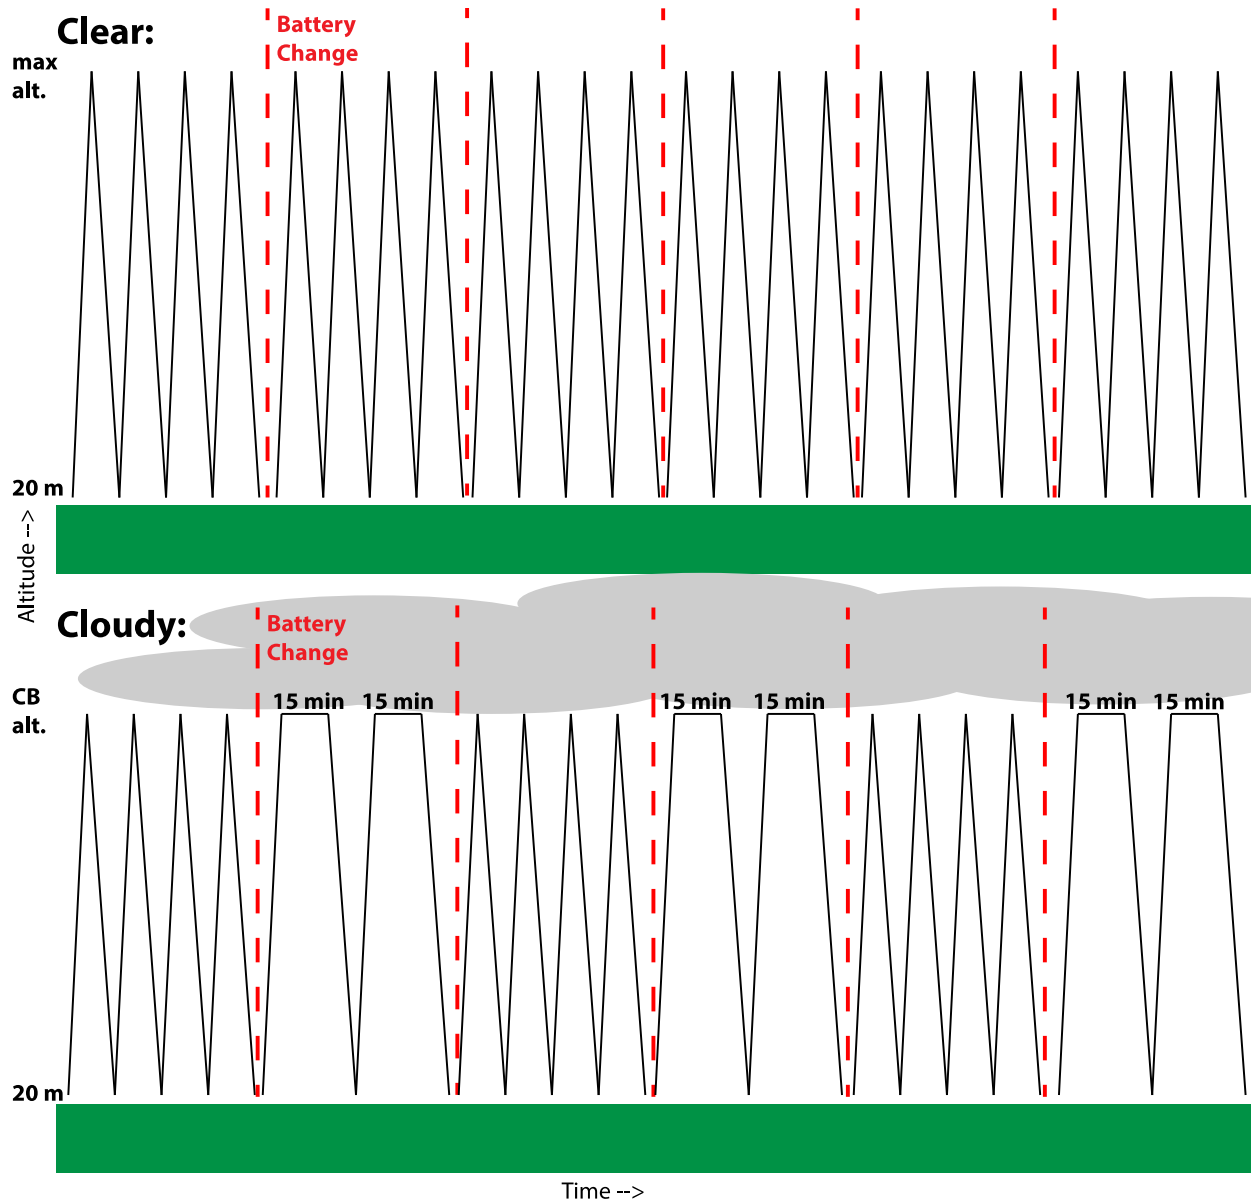 Clear:
Battery
Change
max
alt.
20 m
Altitude -->
Cloudy:
Battery
Change
CB
alt.
15 min 15 min 15 min 15 min 15 min 15 min
20 m
Time -->